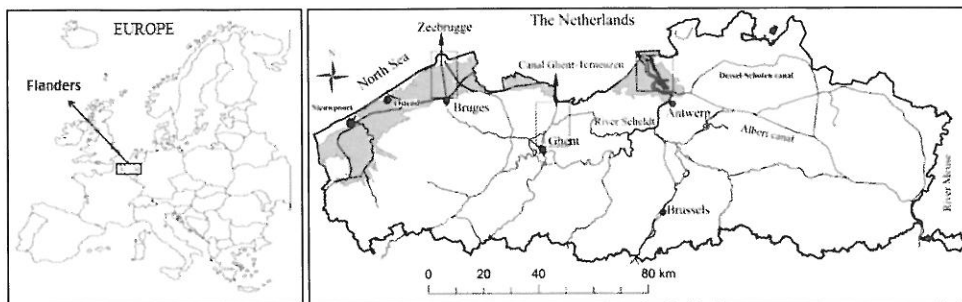 EUROPE
Flanders
Zeebrugge
The Netherlands
North Sea
Canal Ghent-Terneuzen
Dessel-Schoten canal
Nieuwpoort
Ostend
Bruges
River Scheldt
Antwerp
Albert canal
Ghent
Brussels
River Meuse
0 20 40 80 km